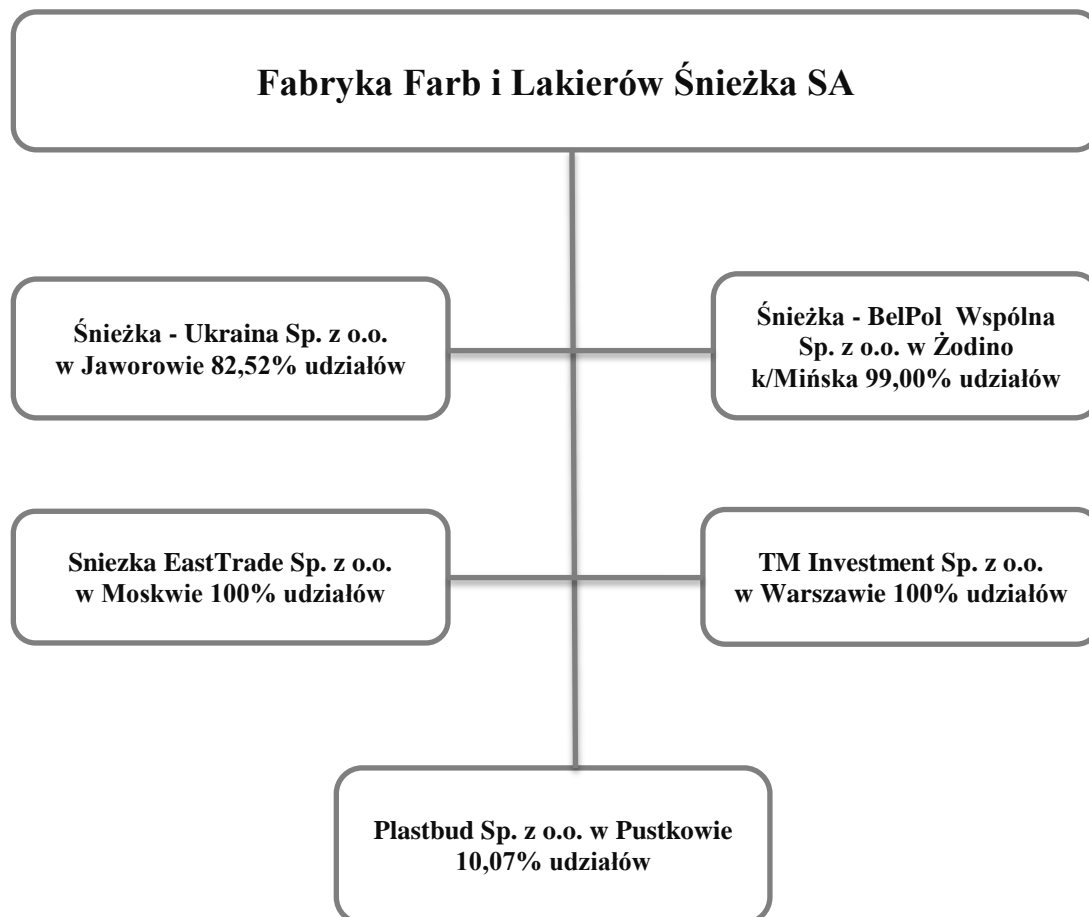 Fabryka Farb i Lakierów Śnieżka SA
Śnieżka - Ukraina Sp. z o.o.
w Jaworowie 82,52% udziałów
Śnieżka - BelPol Wspólna
Sp. z o.o. w Żodino
k/Mińska 99,00% udziałów
Sniezka EastTrade Sp. z o.o.
w Moskwie 100% udziałów
TM Investment Sp. z o.o.
w Warszawie 100% udziałów
Plastbud Sp. z o.o. w Pustkowie
10,07% udziałów